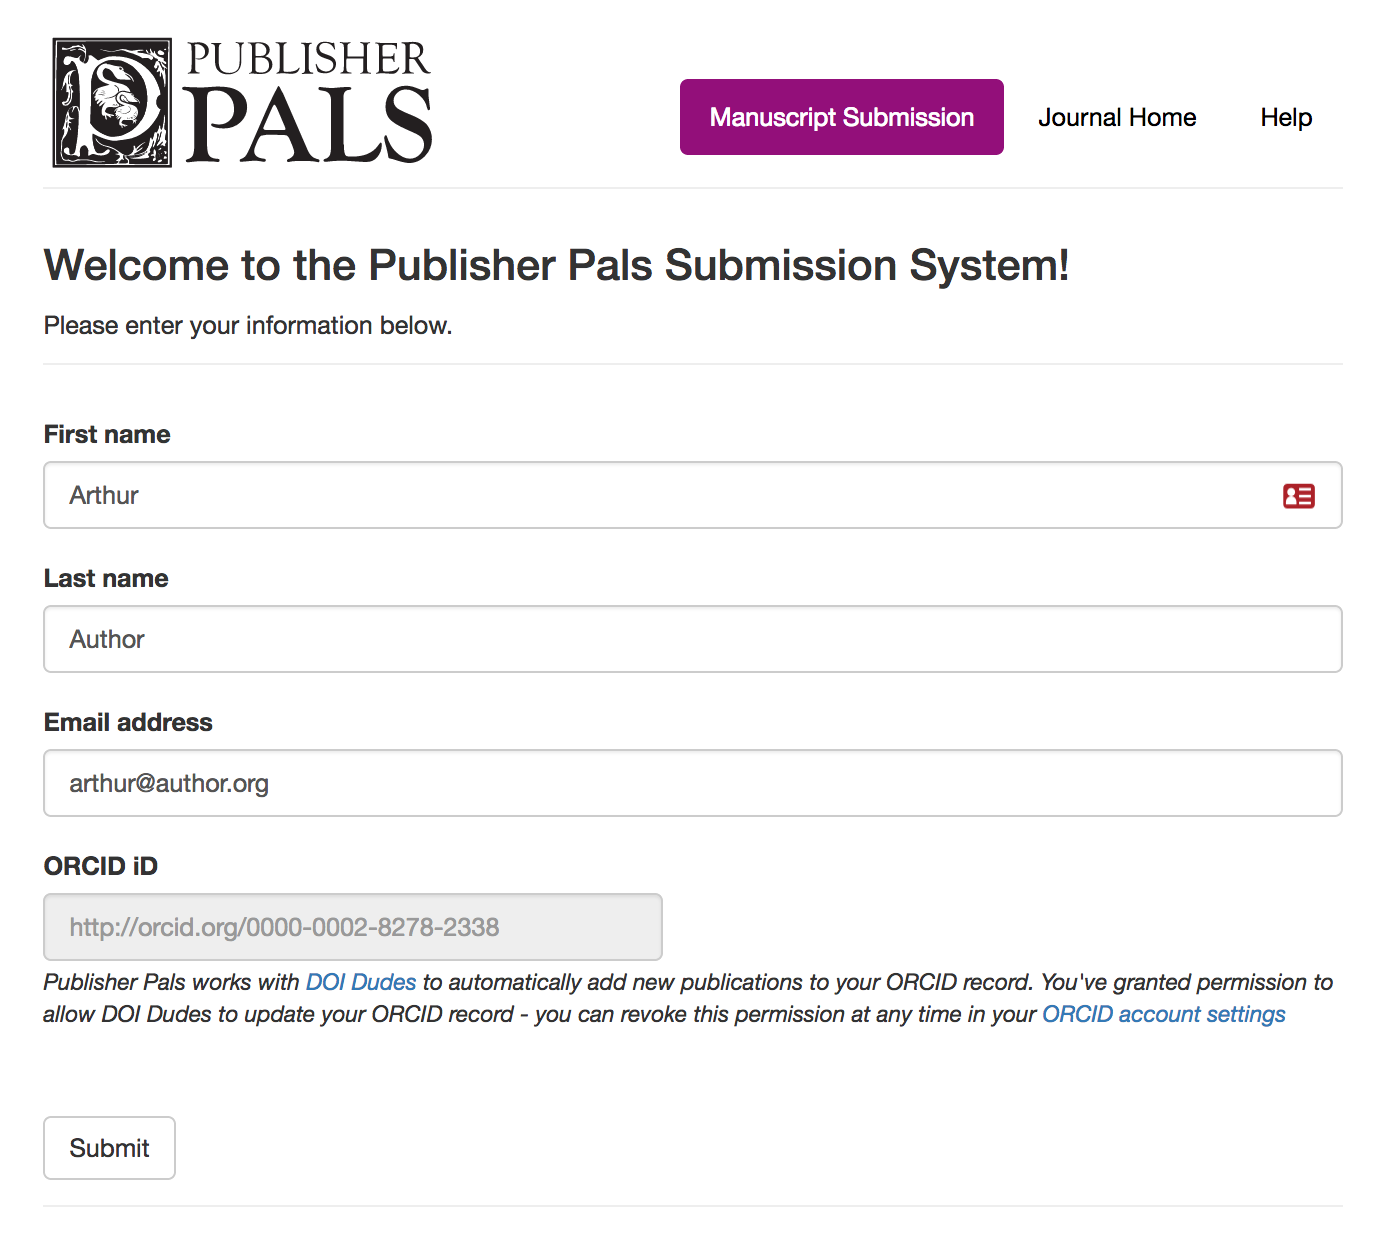 PUBLISHER
PALS
Manuscript Submission
Journal Home
Help
Welcome to the Publisher Pals Submission System!
Please enter your information below.
First name
Arthur
Last name
Author
Email address
arthur@author.org
ORCID iD
http://orcid.org/0000-0002-8278-2338
Publisher Pals works with DOI Dudes to automatically add new publications to your ORCID record. You've granted permission to
allow DOI Dudes to update your ORCID record - you can revoke this permission at any time in your ORCID account settings
Submit